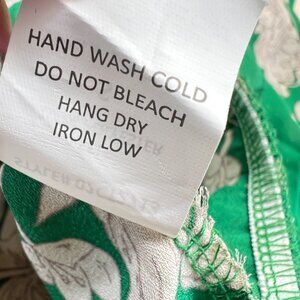 HAND WASH COLD
DO NOT BLEACH
HANG DRY
IRON LOW